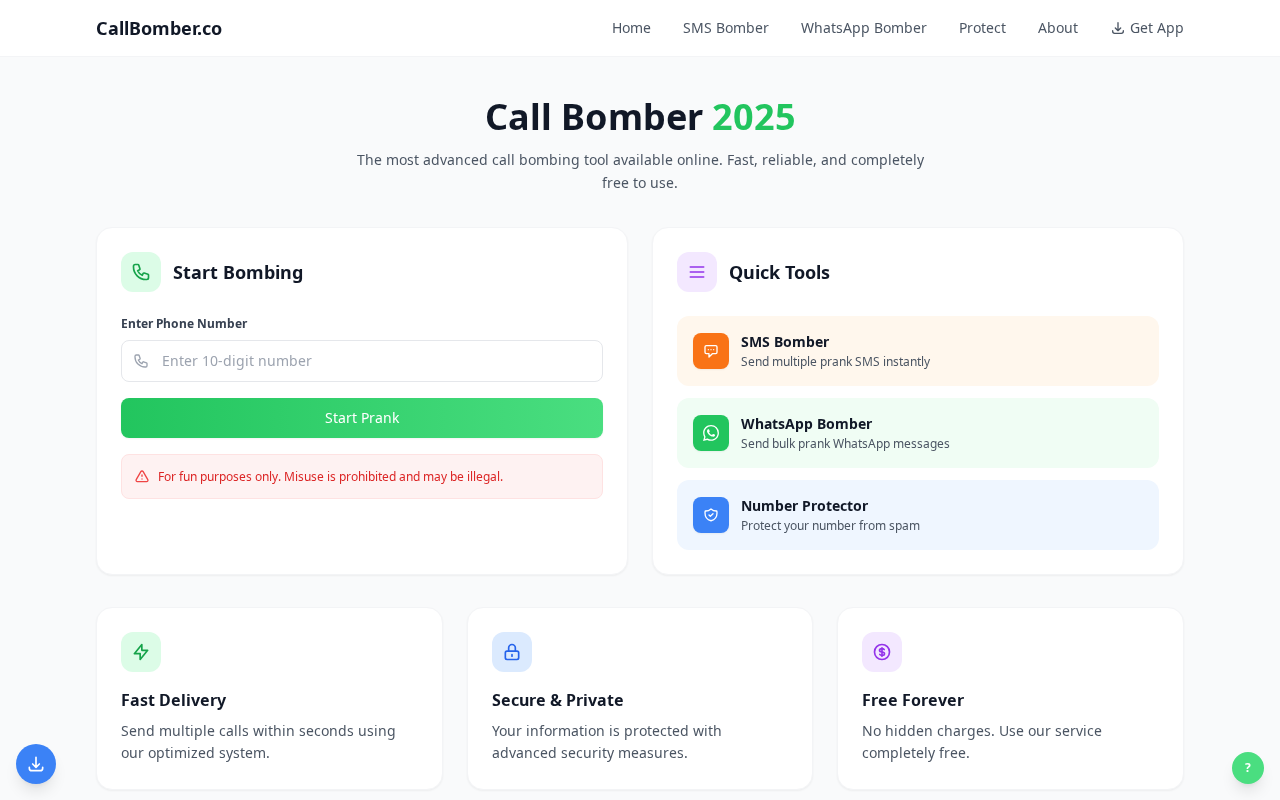 CallBomber.co
Home
SMS Bomber
WhatsApp Bomber
Protect
About
Get App
Call Bomber 2025
The most advanced call bombing tool available online. Fast, reliable, and completely
free to use.
Start Bombing
Enter Phone Number
Enter 10-digit number
Start Prank
For fun purposes only. Misuse is prohibited and may be illegal.
Quick Tools
SMS Bomber
Send multiple prank SMS instantly
WhatsApp Bomber
Send bulk prank WhatsApp messages
Number Protector
Protect your number from spam
Fast Delivery
Send multiple calls within seconds using
our optimized system.
Secure & Private
Your information is protected with
advanced security measures.
Free Forever
No hidden charges. Use our service
completely free.
?